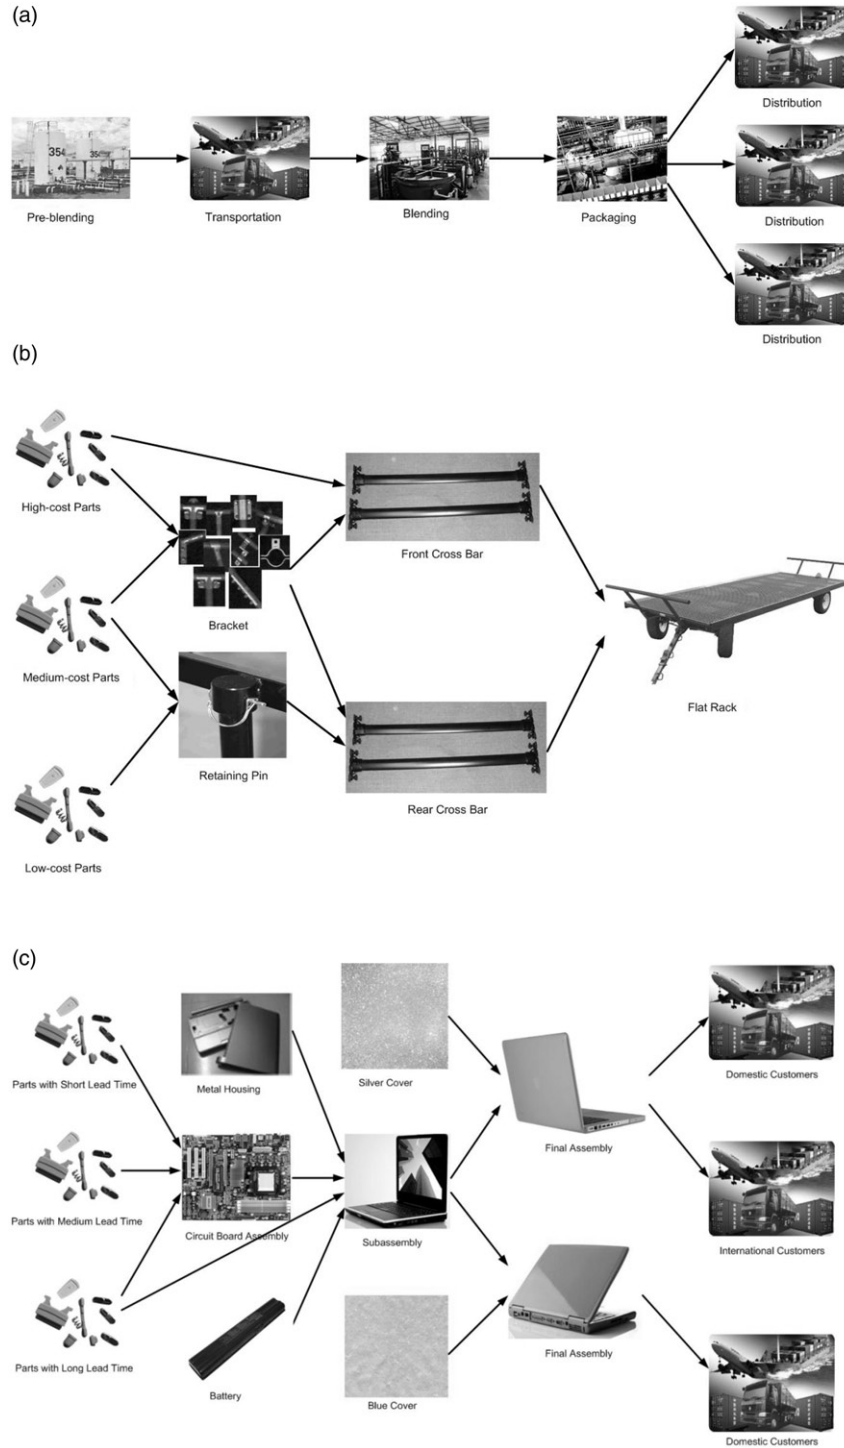 (a)
354
35
Distribution
Pre-blending
Transportation
Blending
Packaging
Distribution
Distribution
(b)
High-cost Parts
Front Cross Bar
Bracket
Medium-cost Parts
Flat Rack
Retaining Pin
Rear Cross Bar
Low-cost Parts
(c)
Parts with Short Lead Time
Metal Housing
Silver Cover
Domestic Customers
Final Assembly
Parts with Medium Lead Time
Circuit Board Assembly
Subassembly
International Customers
Final Assembly
Parts with Long Lead Time
Battery
Blue Cover
Domestic Customers